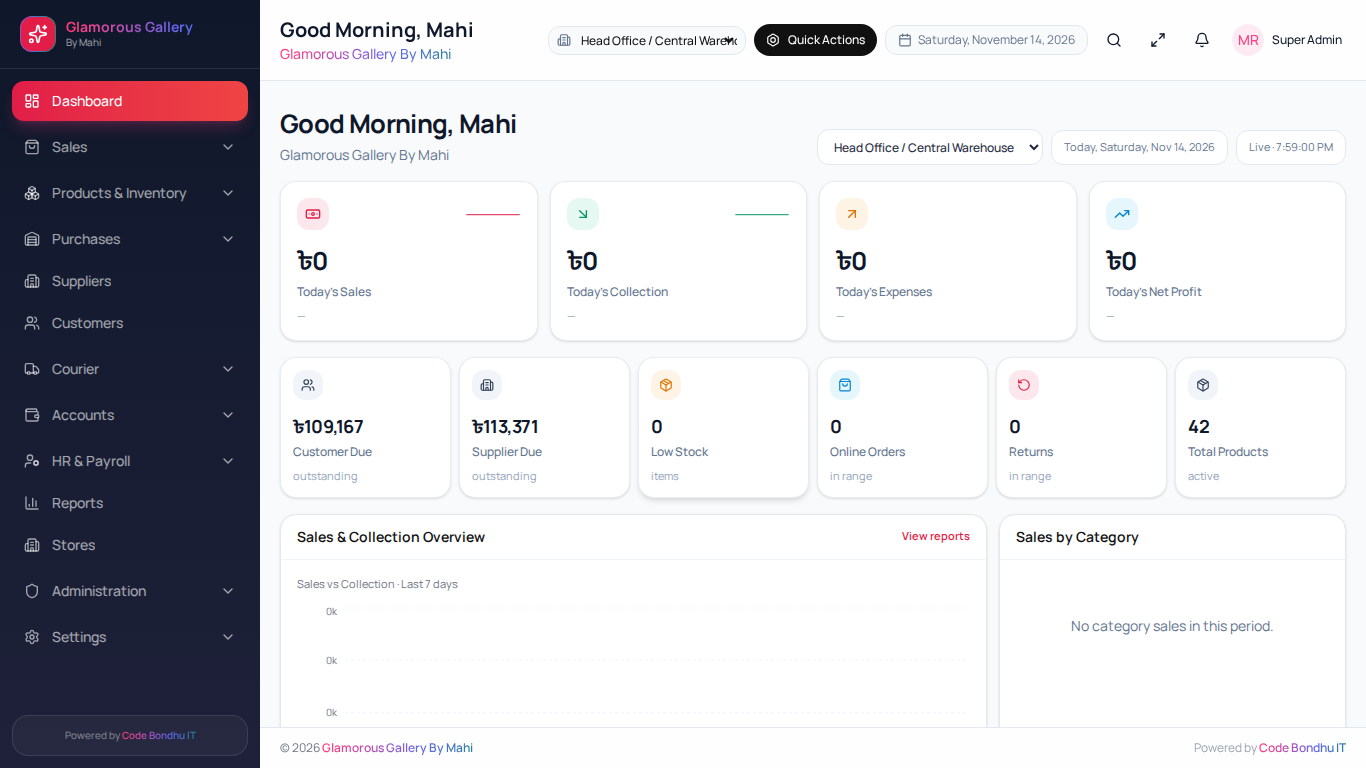 Glamorous Gallery
By Mahi
Dashboard
Sales
Products & Inventory
Purchases
Suppliers
Customers
Courier
Accounts
HR & Payroll
Reports
Stores
Administration
Settings
Powered by Code Bondhu IT
Good Morning, Mahi
Glamorous Gallery By Mahi
Head Office / Central
Quick Actions
Saturday, November 14, 2026
MR
Super Admin
Good Morning, Mahi
Glamorous Gallery By Mahi
Head Office / Central Warehouse
Today, Saturday, Nov 14, 2026
Live · 7:59:00 PM
৳0
Today's Sales
—
৳0
Today's Collection
—
৳0
Today's Expenses
—
৳0
Today's Net Profit
—
৳109,167
Customer Due
outstanding
৳113,371
Supplier Due
outstanding
0
Low Stock
items
0
Online Orders
in range
0
Returns
in range
42
Total Products
active
Sales & Collection Overview
View reports
Sales vs Collection · Last 7 days
0k
0k
0k
Sales by Category
No category sales in this period.
© 2026 Glamorous Gallery By Mahi
Powered by Code Bondhu IT